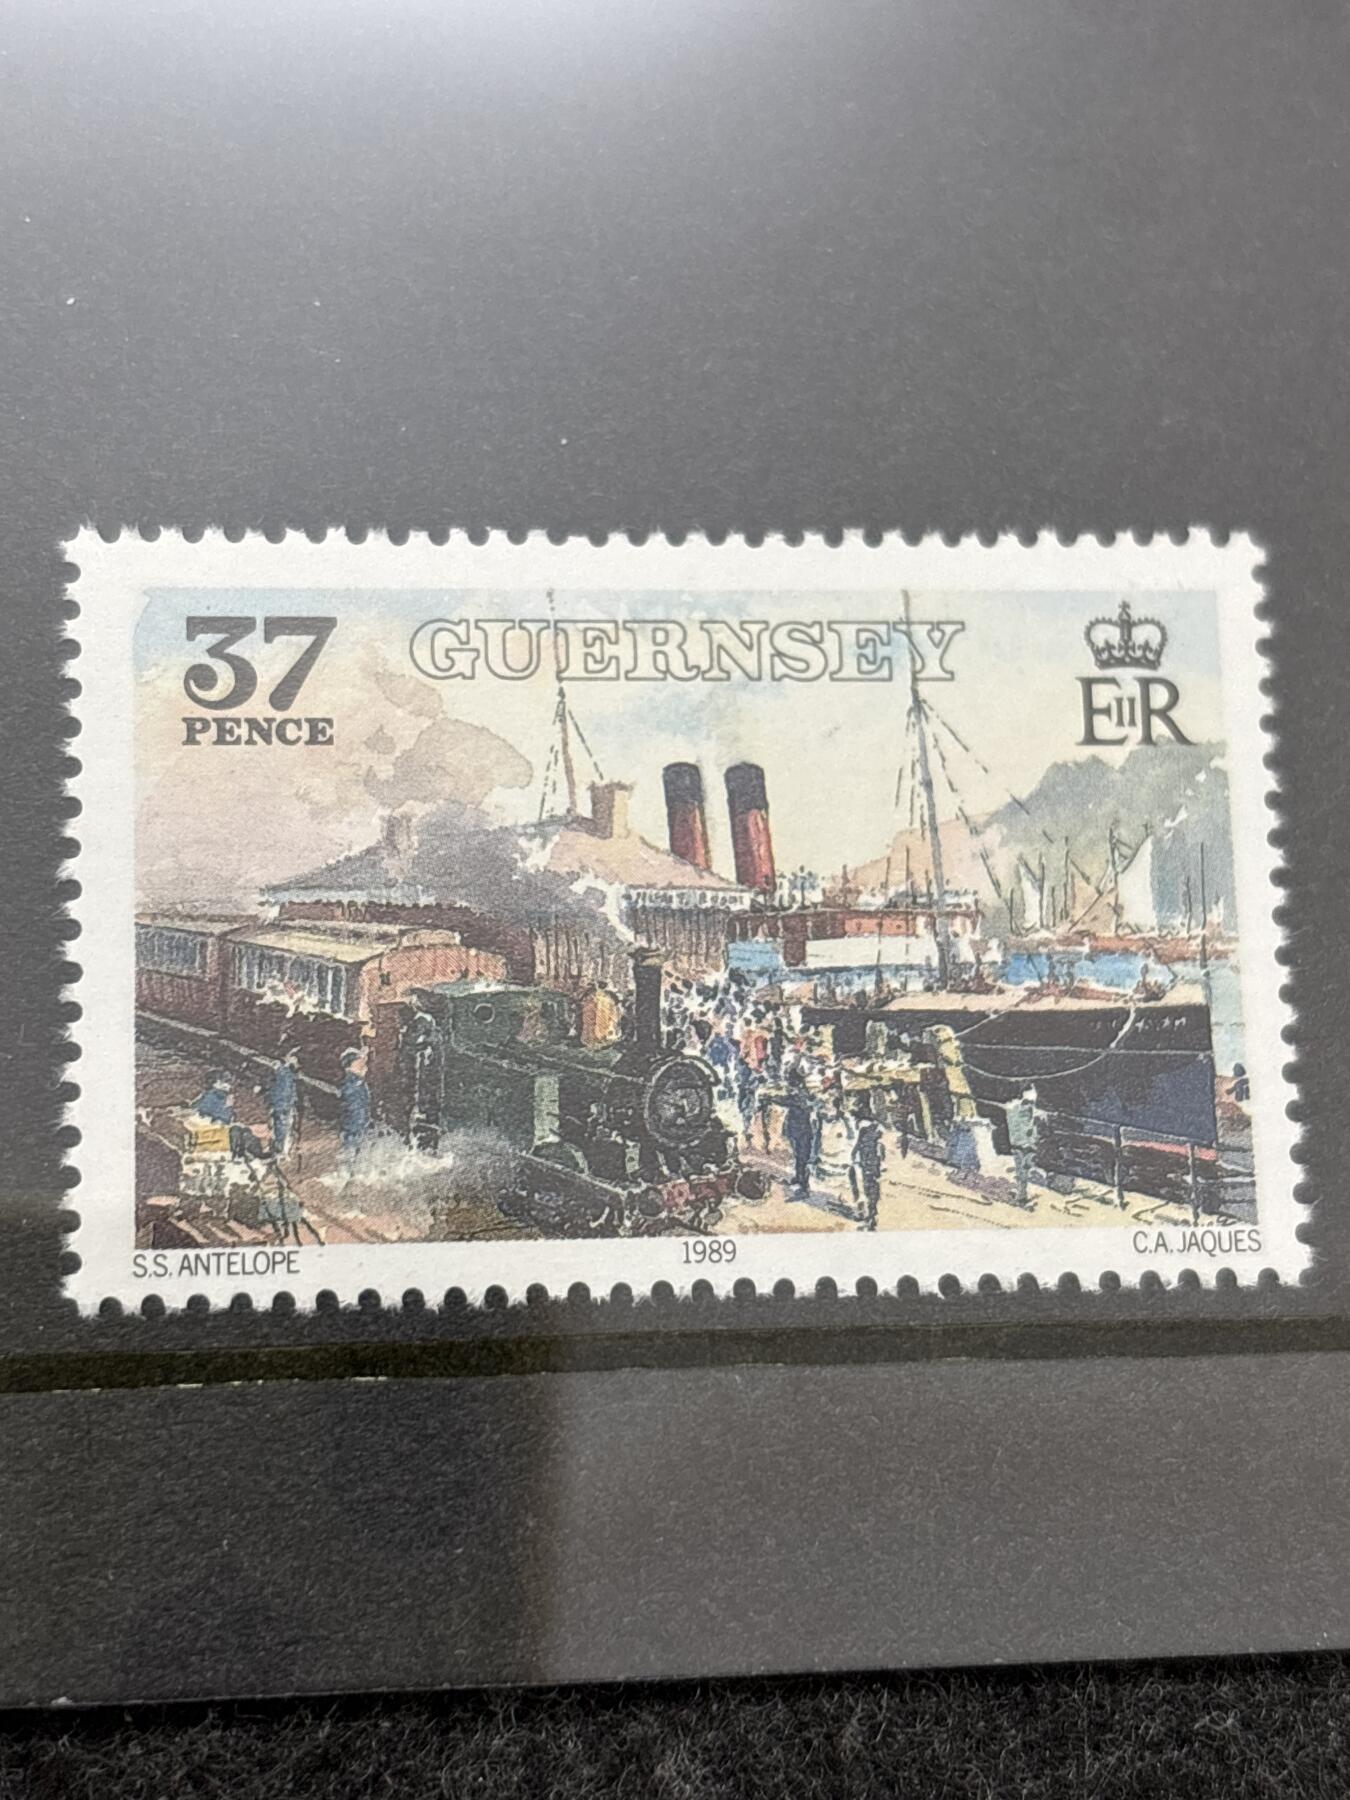 37
PENCE
GUERNSEY
EIIR
S.S. ANTELOPE
1989
C.A. JAQUES